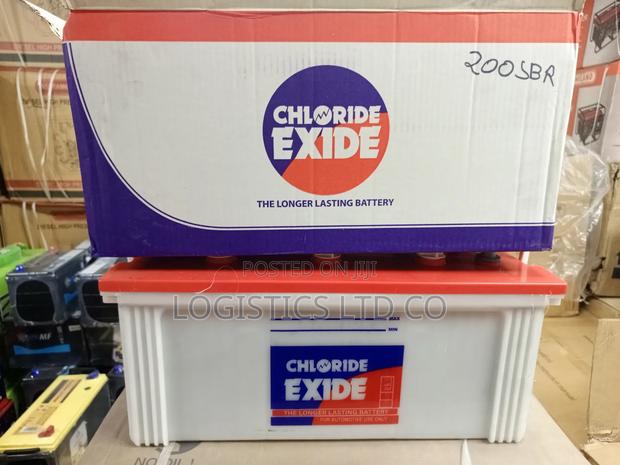 200SBR
CHLORIDE
EXIDE
THE LONGER LASTING BATTERY
POSTED ON JIJI
LOGISTICS LTD CO
MAX
MIN
CHLORIDE
EXIDE
THE LONGER LASTING BATTERY
FOR AUTOMOTIVE USE ONLY
MF